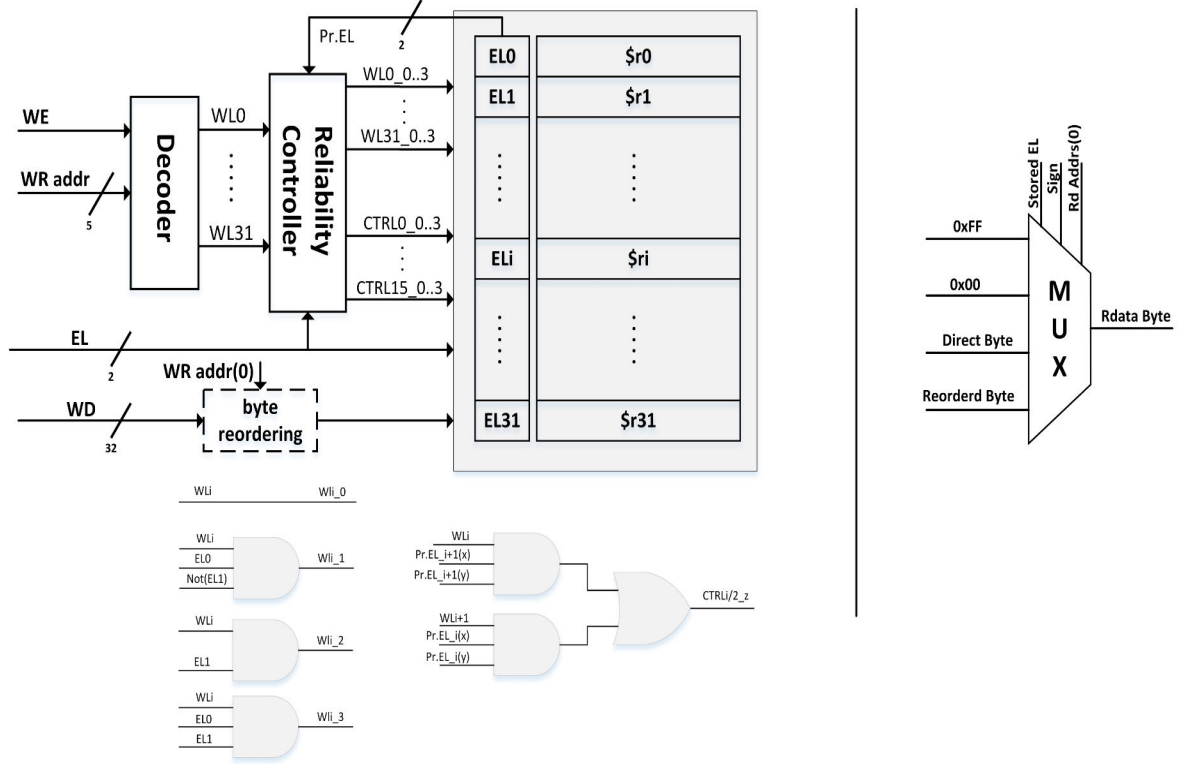 Pr.EL
2
EL0
$r0
EL1
$r1
ELi
$ri
EL31
$r31
WE
WR addr
5
Decoder
WL0
WL31
Reliability
Controller
WL0_0..3
WL31_0..3
CTRL0_0..3
CTRL15_0..3
EL
2
WR addr(0)
WD
32
byte
reordering
WLi
Wli_0
WLi
EL0
Not(EL1)
Wli_1
WLi
EL1
Wli_2
WLi
EL0
EL1
Wli_3
WLi
Pr.EL_i+1(x)
Pr.EL_i+1(y)
WLi+1
Pr.EL_i(x)
Pr.EL_i(y)
CTRLi/2_z
Stored EL
Sign
Rd Addrs(0)
0xFF
0x00
Direct Byte
Reorderd Byte
M
U
X
Rdata Byte